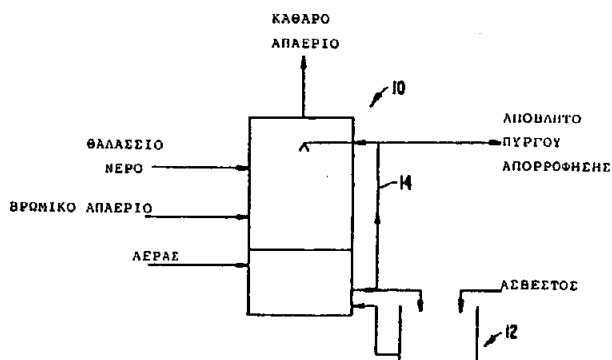 ΚΑΘΑΡΟ
ΑΠΑΕΡΙΟ
10
ΘΑΛΑΣΣΙΟ
ΝΕΡΟ
ΑΠΟΒΛΗΤΟ
ΠΥΡΓΟΥ
ΑΠΟΡΡΟΦΗΣΗΣ
14
ΒΡΩΜΙΚΟ ΑΠΑΕΡΙΟ
ΑΕΡΑΣ
ΑΣΒΕΣΤΟΣ
12